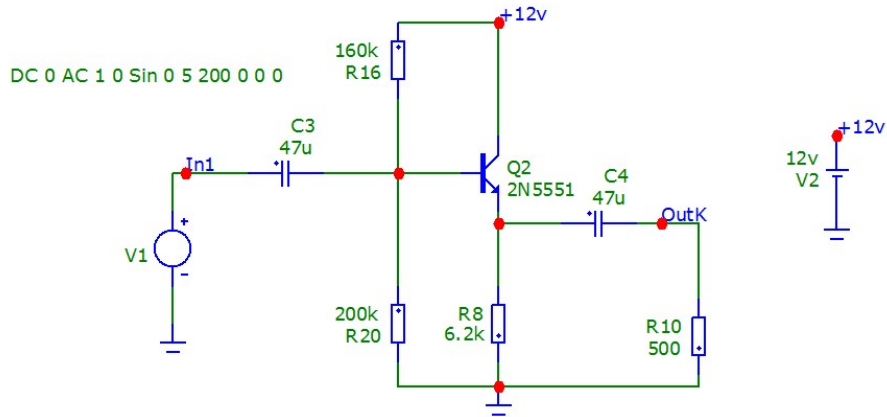 +12v
160k
R16
DC 0 AC 1 0 Sin 0 5 200 0 0 0
C3
47u
In1
Q2
2N5551
+12v
12v
V2
C4
47u
OutK
V1
+
-
200k
R20
R8
6.2k
R10
500